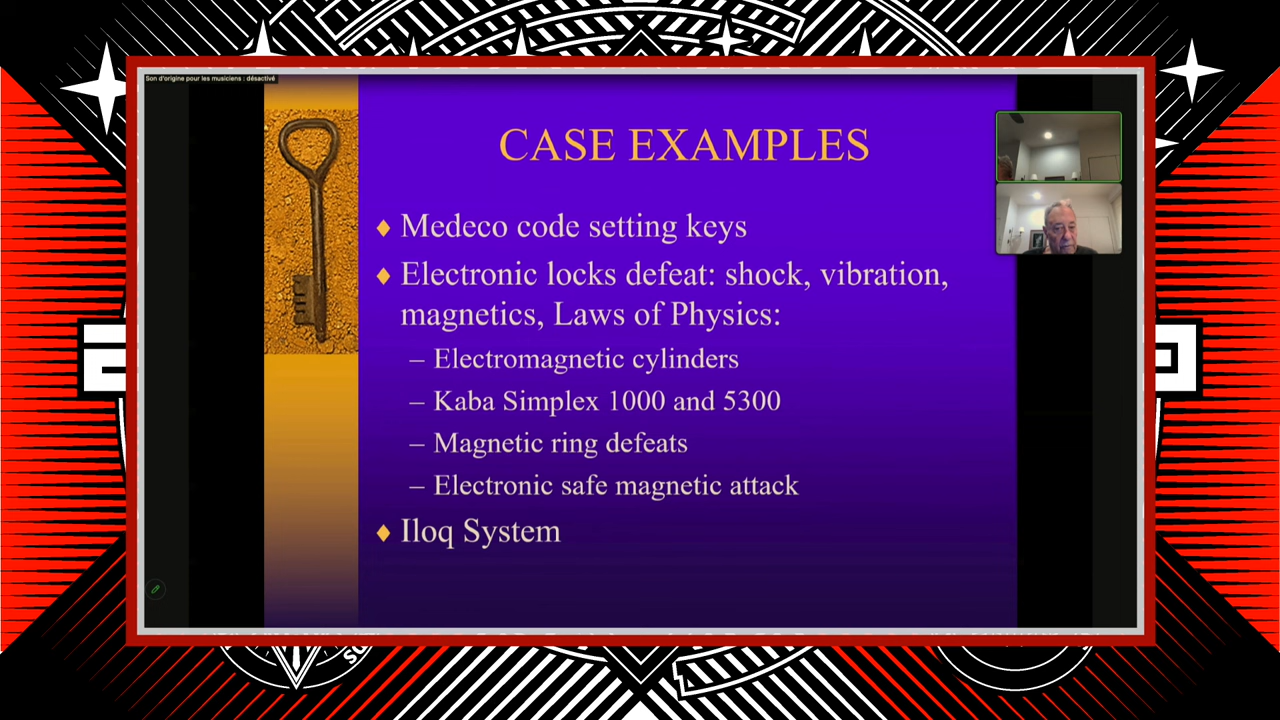 Son d'origine pour les musiciens : désactivé
CASE EXAMPLES
Medeco code setting keys
Electronic locks defeat: shock, vibration,
magnetics, Laws of Physics:
– Electromagnetic cylinders
– Kaba Simplex 1000 and 5300
– Magnetic ring defeats
– Electronic safe magnetic attack
Iloq System